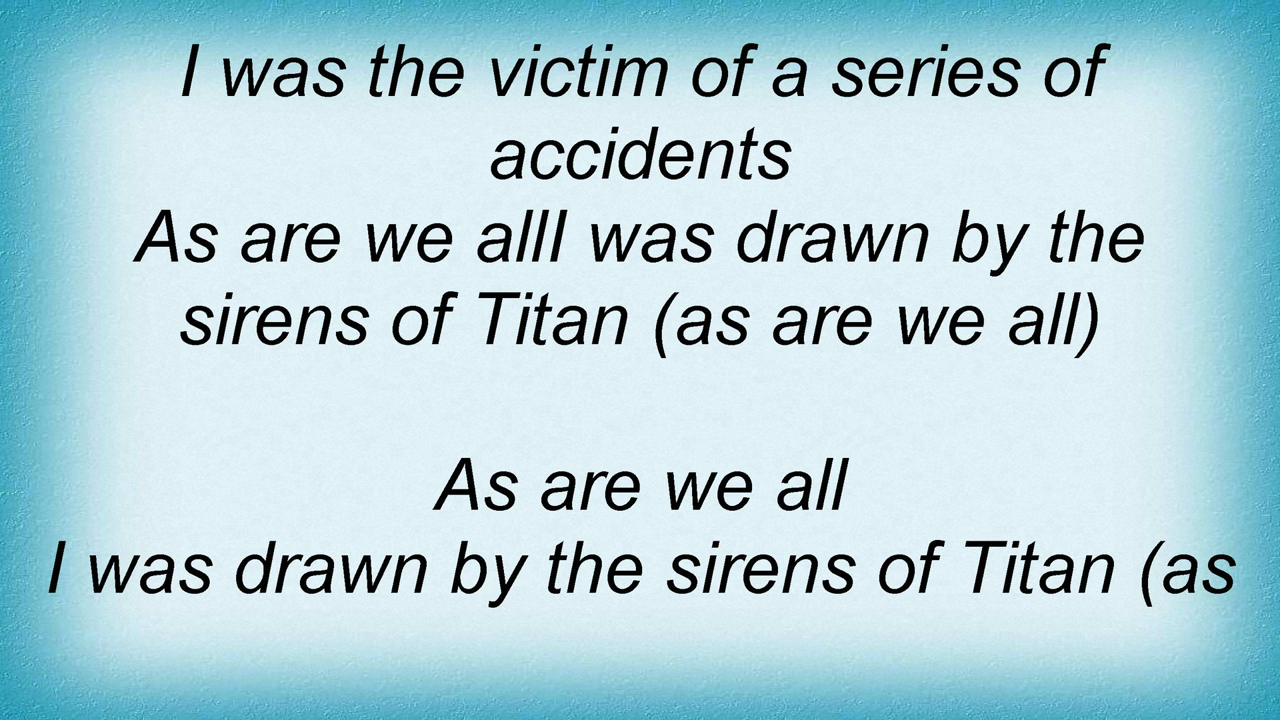 I was the victim of a series of
accidents
As are we allI was drawn by the
sirens of Titan (as are we all)
As are we all
I was drawn by the sirens of Titan (as